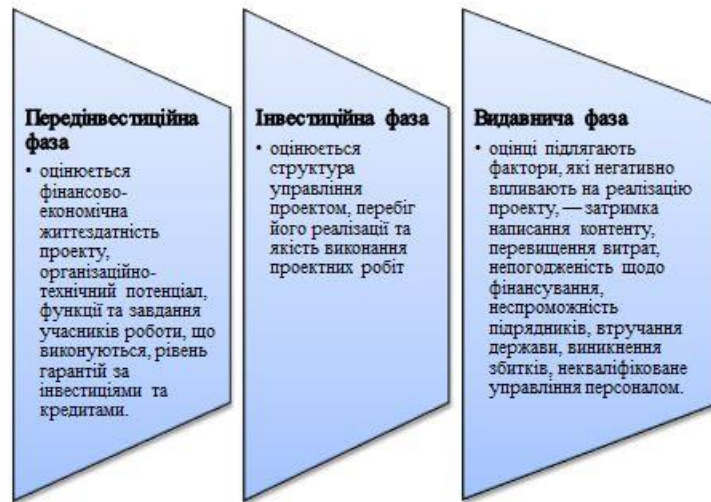 Передінвестиційна
фаза
• оцінюється
фінансово-
економічна
життєздатність
проекту,
організаційно-
технічний потенціал,
функції та завдання
учасників роботи, що
виконуються, рівень
гарантій за
інвестиціями та
кредитами.
Інвестиційна фаза
• оцінюється
структура
управління
проектом, перебіг
його реалізації та
якість виконання
проектних робіт
Видавнича фаза
• оцінці підлягають
фактори, які негативно
впливають на реалізацію
проекту, — затримка
написання контенту,
перевищення витрат,
непогодженість щодо
фінансування,
неспроможність
підрядників, втручання
держави, виникнення
збитків, некваліфіковане
управління персоналом.